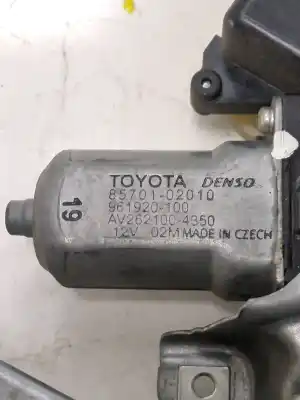 TOYOTA DENSO
85701-02010
961920-100
AV262100-4350
12V 02M MADE IN CZECH
19